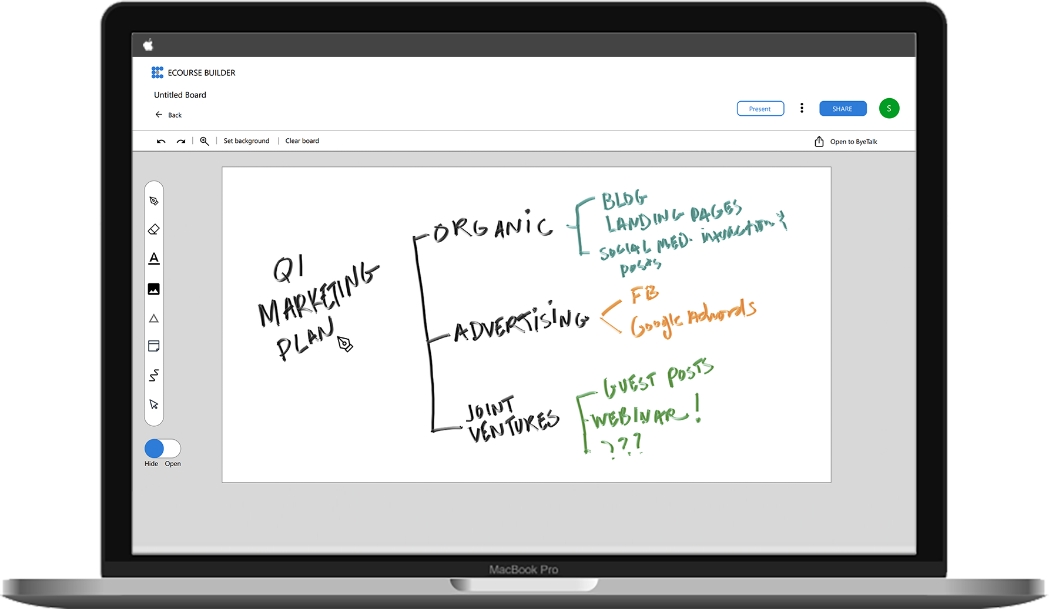 ECOURSE BUILDER
Untitled Board
Back
Present
SHARE
S
Set background
Clear board
Open to ByeTalk
Q1
MARKETING
PLAN
ORGANIC
BLOG
LANDING PAGES
SOCIAL MED. interaction &
posts
ADVERTISING
FB
Google Adwords
JOINT
VENTURES
GUEST POSTS
WEBINAR!
???
Hide Open
MacBook Pro